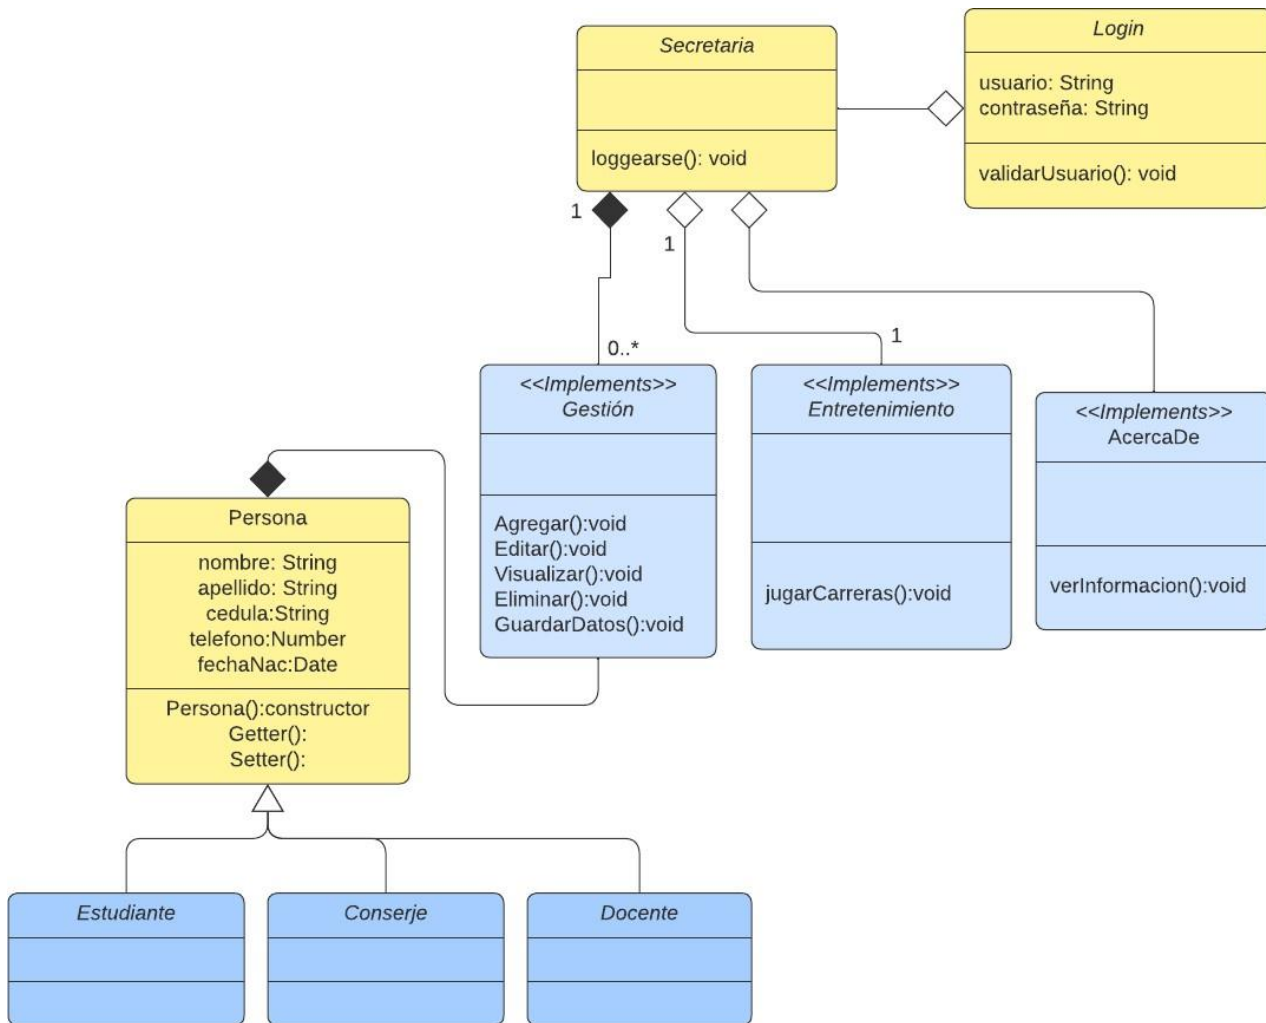 Secretaria
loggearse(): void
Login
usuario: String
contraseña: String
validarUsuario(): void
1
1
0..*
1
<<Implements>>
Gestión
Agregar():void
Editar():void
Visualizar():void
Eliminar():void
GuardarDatos():void
<<Implements>>
Entretenimiento
jugarCarreras():void
<<Implements>>
AcercaDe
verInformacion():void
Persona
nombre: String
apellido: String
cedula:String
telefono:Number
fechaNac:Date
Persona():constructor
Getter():
Setter():
Estudiante
Conserje
Docente